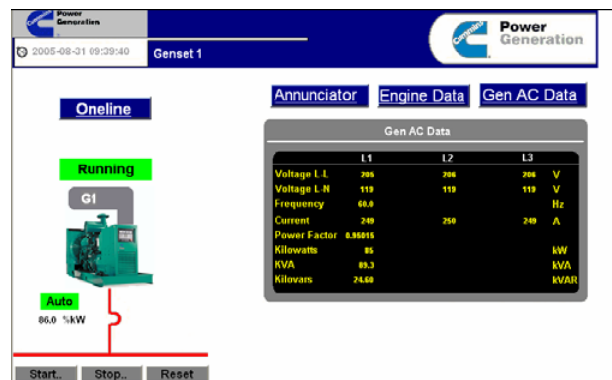 Power
Generation
2005-08-31 09:39:40
Genset 1
Cummins
Power
Generation
Oneline
Annunciator Engine Data Gen AC Data
Gen AC Data
L1 L2 L3
Voltage L-L 205 206 206 V
Voltage L-N 119 119 119 V
Frequency 60.0 Hz
Current 249 250 249 A
Power Factor 0.95015
Kilowatts 85 kW
KVA 89.3 kVA
Kilovars 24.60 kVAR
Running
G1
Auto
86.0 %kW
Start.. Stop.. Reset